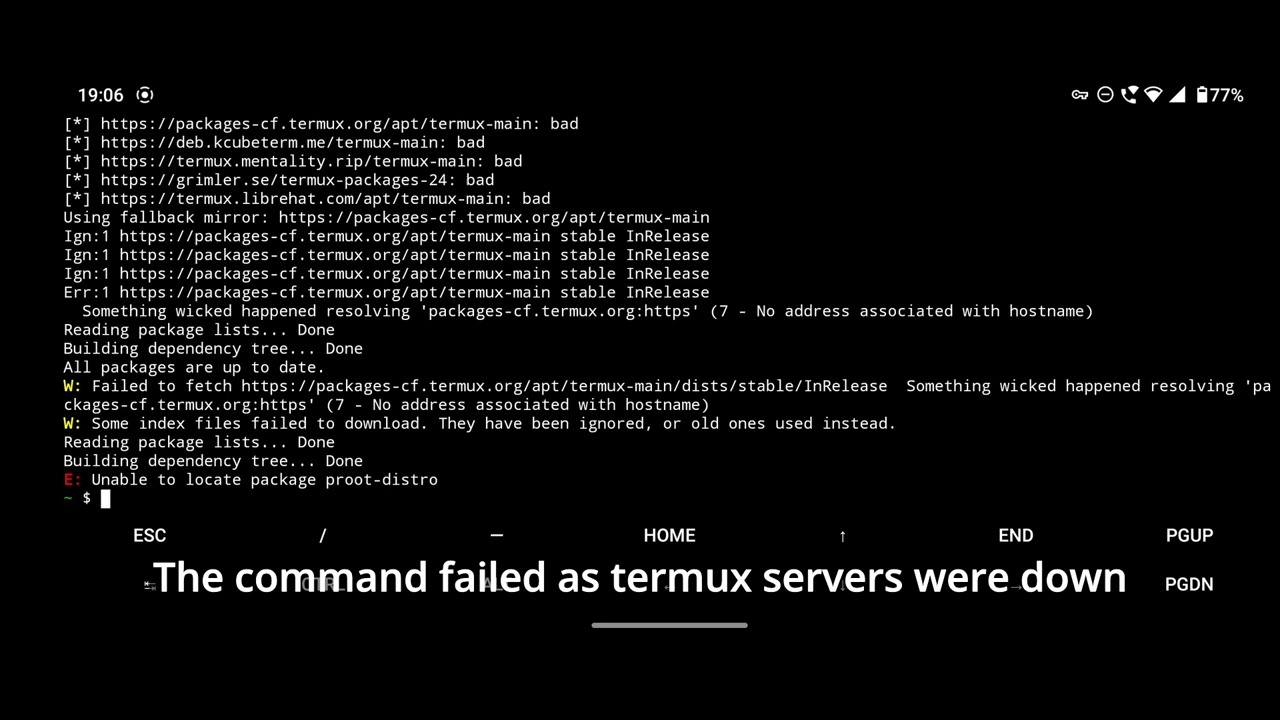 19:06 77%
[*] https://packages-cf.termux.org/apt/termux-main: bad
[*] https://deb.kcubeterm.me/termux-main: bad
[*] https://termux.mentality.rip/termux-main: bad
[*] https://grimler.se/termux-packages-24: bad
[*] https://termux.librehat.com/apt/termux-main: bad
Using fallback mirror: https://packages-cf.termux.org/apt/termux-main
Ign:1 https://packages-cf.termux.org/apt/termux-main stable InRelease
Ign:1 https://packages-cf.termux.org/apt/termux-main stable InRelease
Ign:1 https://packages-cf.termux.org/apt/termux-main stable InRelease
Err:1 https://packages-cf.termux.org/apt/termux-main stable InRelease
  Something wicked happened resolving 'packages-cf.termux.org:https' (7 - No address associated with hostname)
Reading package lists... Done
Building dependency tree... Done
All packages are up to date.
W: Failed to fetch https://packages-cf.termux.org/apt/termux-main/dists/stable/InRelease  Something wicked happened resolving 'pa
ckages-cf.termux.org:https' (7 - No address associated with hostname)
W: Some index files failed to download. They have been ignored, or old ones used instead.
Reading package lists... Done
Building dependency tree... Done
E: Unable to locate package proot-distro
~ $
ESC / — HOME ↑ END PGUP
The command failed as termux servers were down
PGDN